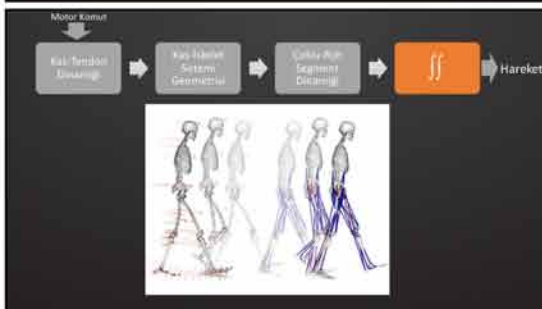 Motor Komut
Kas-Tendon
Dinamiği
Kas-İskelet
Sistemi
Geometrisi
Çoklu-Rijit
Segment
Dinamiği
∬
Hareket